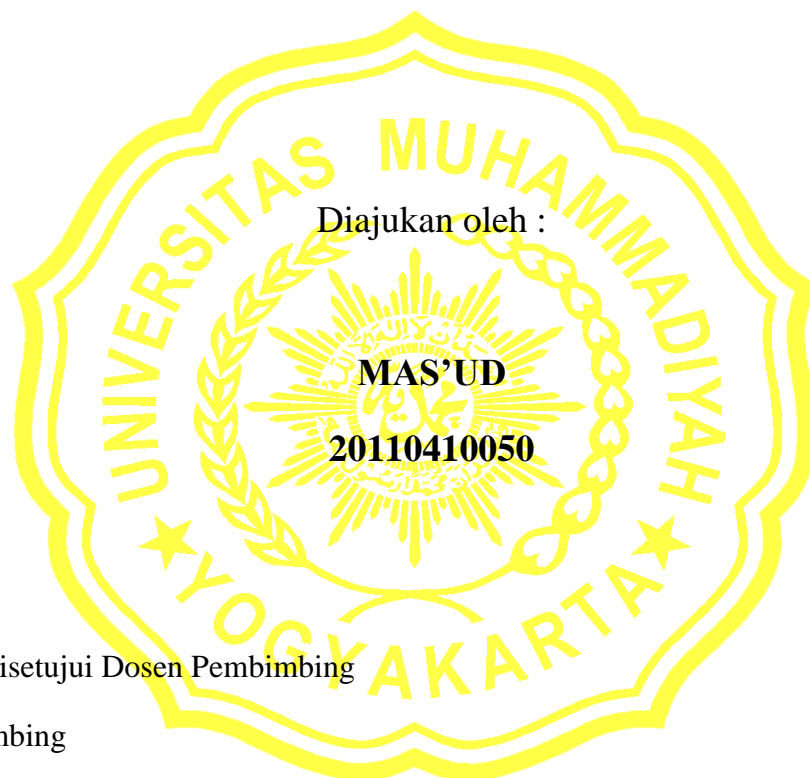 UNIVERSITAS MUHAMMADIYAH
Diajukan oleh :
MAS’UD
20110410050
★ YOGYAKARTA ★
isetujui Dosen Pembimbing
nbing